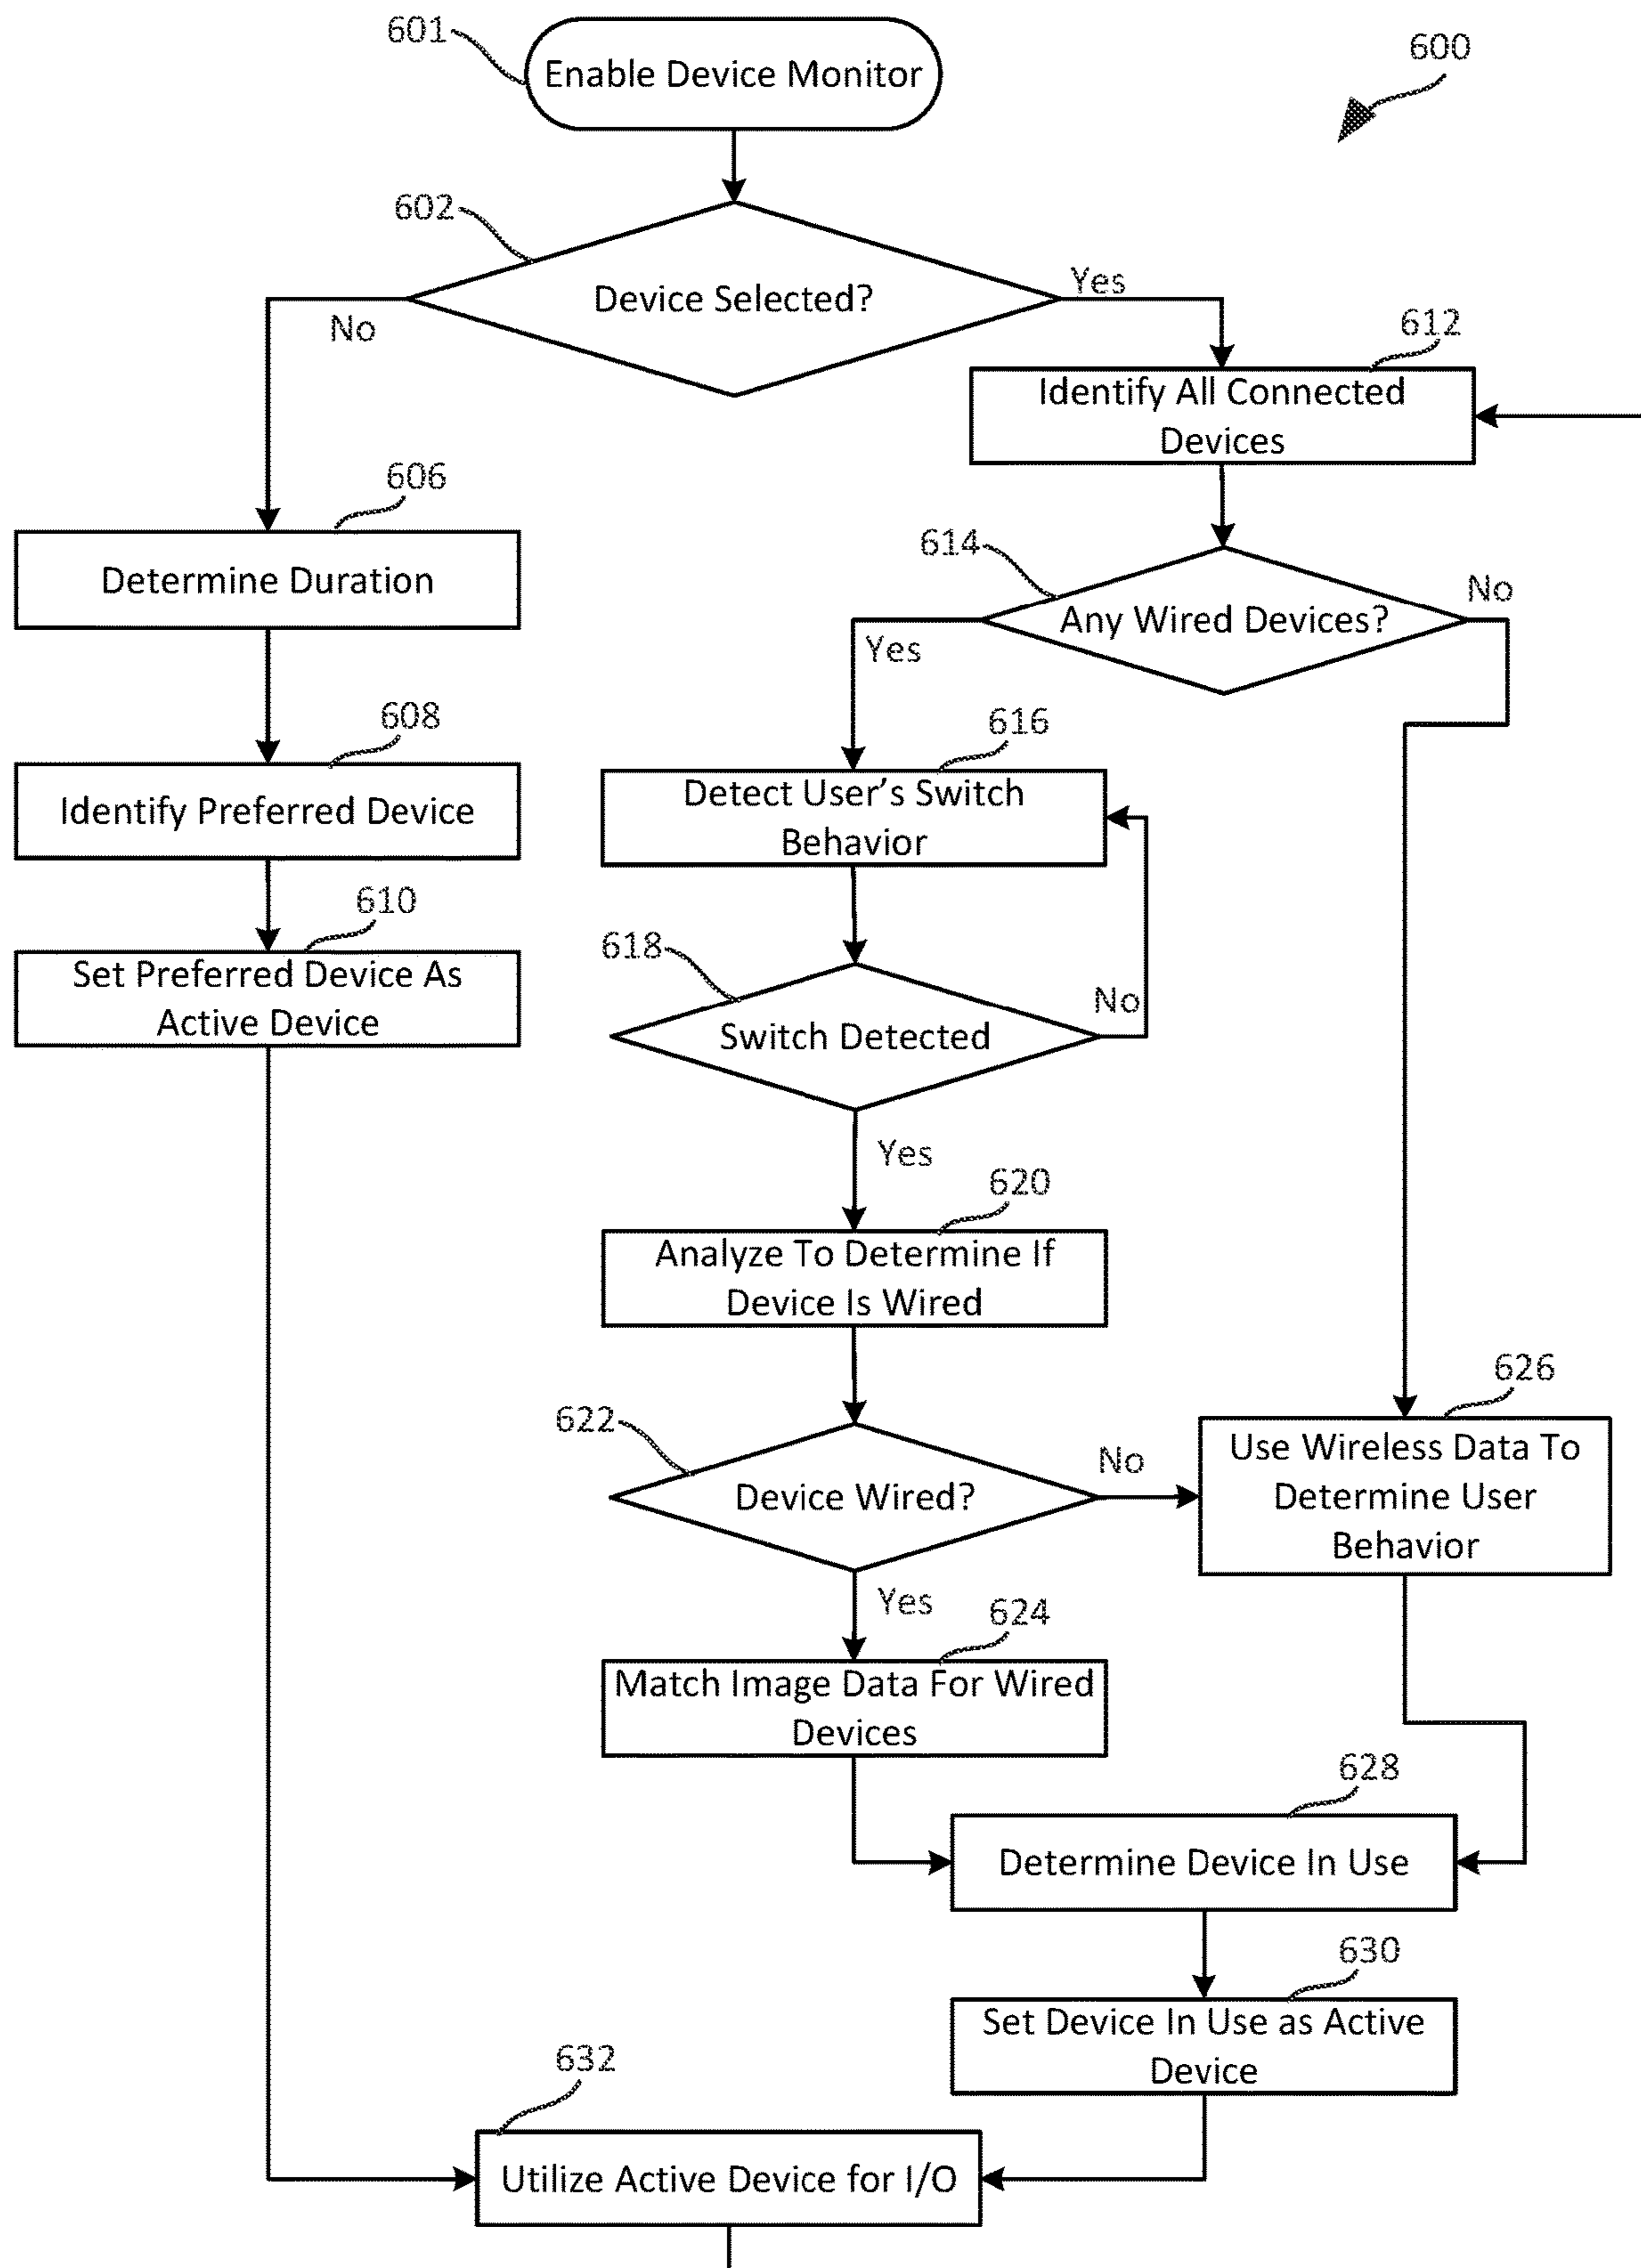 601
Enable Device Monitor
600
602
Device Selected?
Yes
No
612
Identify All Connected
Devices
606
Determine Duration
614
Any Wired Devices?
No
Yes
608
Identify Preferred Device
616
Detect User's Switch
Behavior
610
Set Preferred Device As
Active Device
618
Switch Detected
No
Yes
620
Analyze To Determine If
Device Is Wired
622
Device Wired?
No
626
Use Wireless Data To
Determine User
Behavior
Yes
624
Match Image Data For Wired
Devices
628
Determine Device In Use
630
Set Device In Use as Active
Device
632
Utilize Active Device for I/O